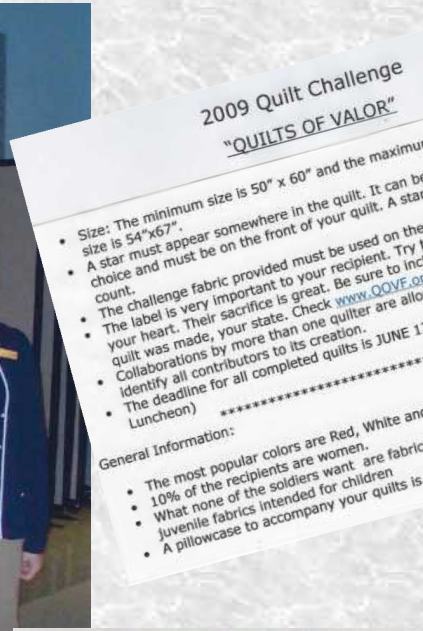 2009 Quilt Challenge
"QUILTS OF VALOR"
• Size: The minimum size is 50" x 60" and the maximum
size is 54"x67".
• A star must appear somewhere in the quilt. It can be
choice and must be on the front of your quilt. A star
count.
• The challenge fabric provided must be used on the
• The label is very important to your recipient. Try
your heart. Their sacrifice is great. Be sure to
quilt was made, your state. Check www.QOVF.or
• Collaborations by more than one quilter are
identify all contributors to its creation.
• The deadline for all completed quilts is JUNE
Luncheon) ****************************
General Information:
• The most popular colors are Red, White and
• 10% of the recipients are women.
• What none of the soldiers want are
juvenile fabrics intended for children
• A pillowcase to accompany your quilts is